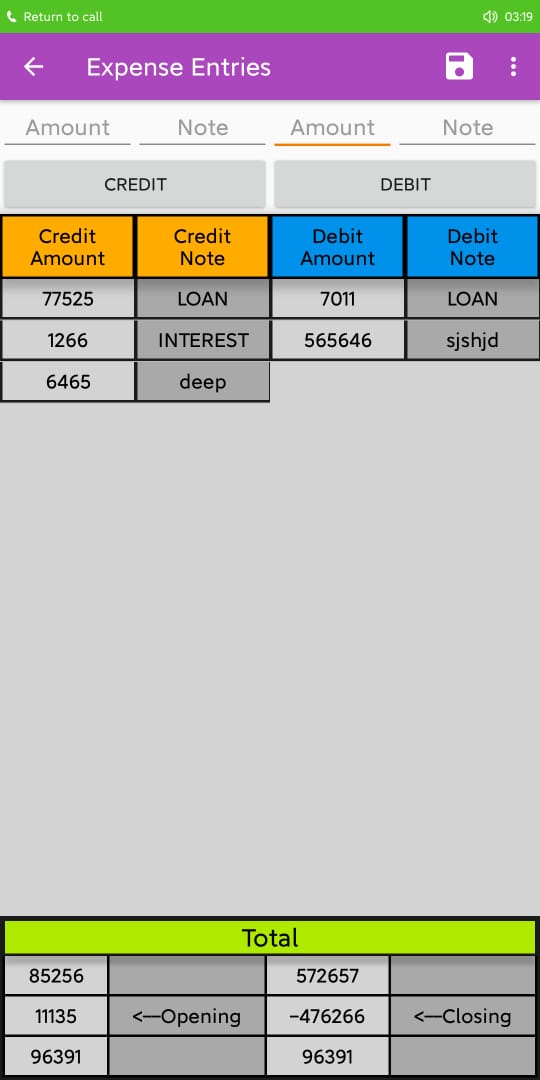 Return to call 03:19
Expense Entries
Amount Note Amount Note
CREDIT DEBIT
Credit Amount Credit Note Debit Amount Debit Note
77525 LOAN 7011 LOAN
1266 INTEREST 565646 sjshjd
6465 deep
Total
85256 572657
11135 <--Opening -476266 <--Closing
96391 96391